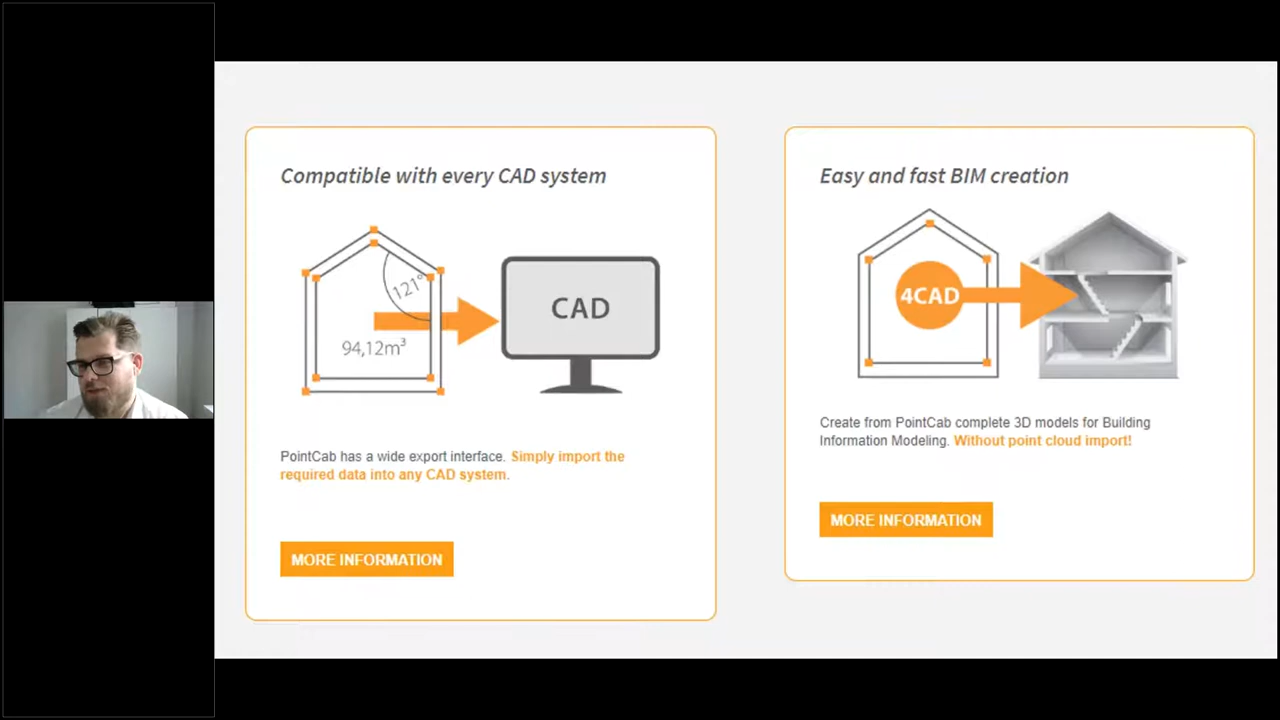 Compatible with every CAD system
121°
94,12m³
CAD
PointCab has a wide export interface. Simply import the
required data into any CAD system.
MORE INFORMATION
Easy and fast BIM creation
4CAD
Create from PointCab complete 3D models for Building
Information Modeling. Without point cloud import!
MORE INFORMATION